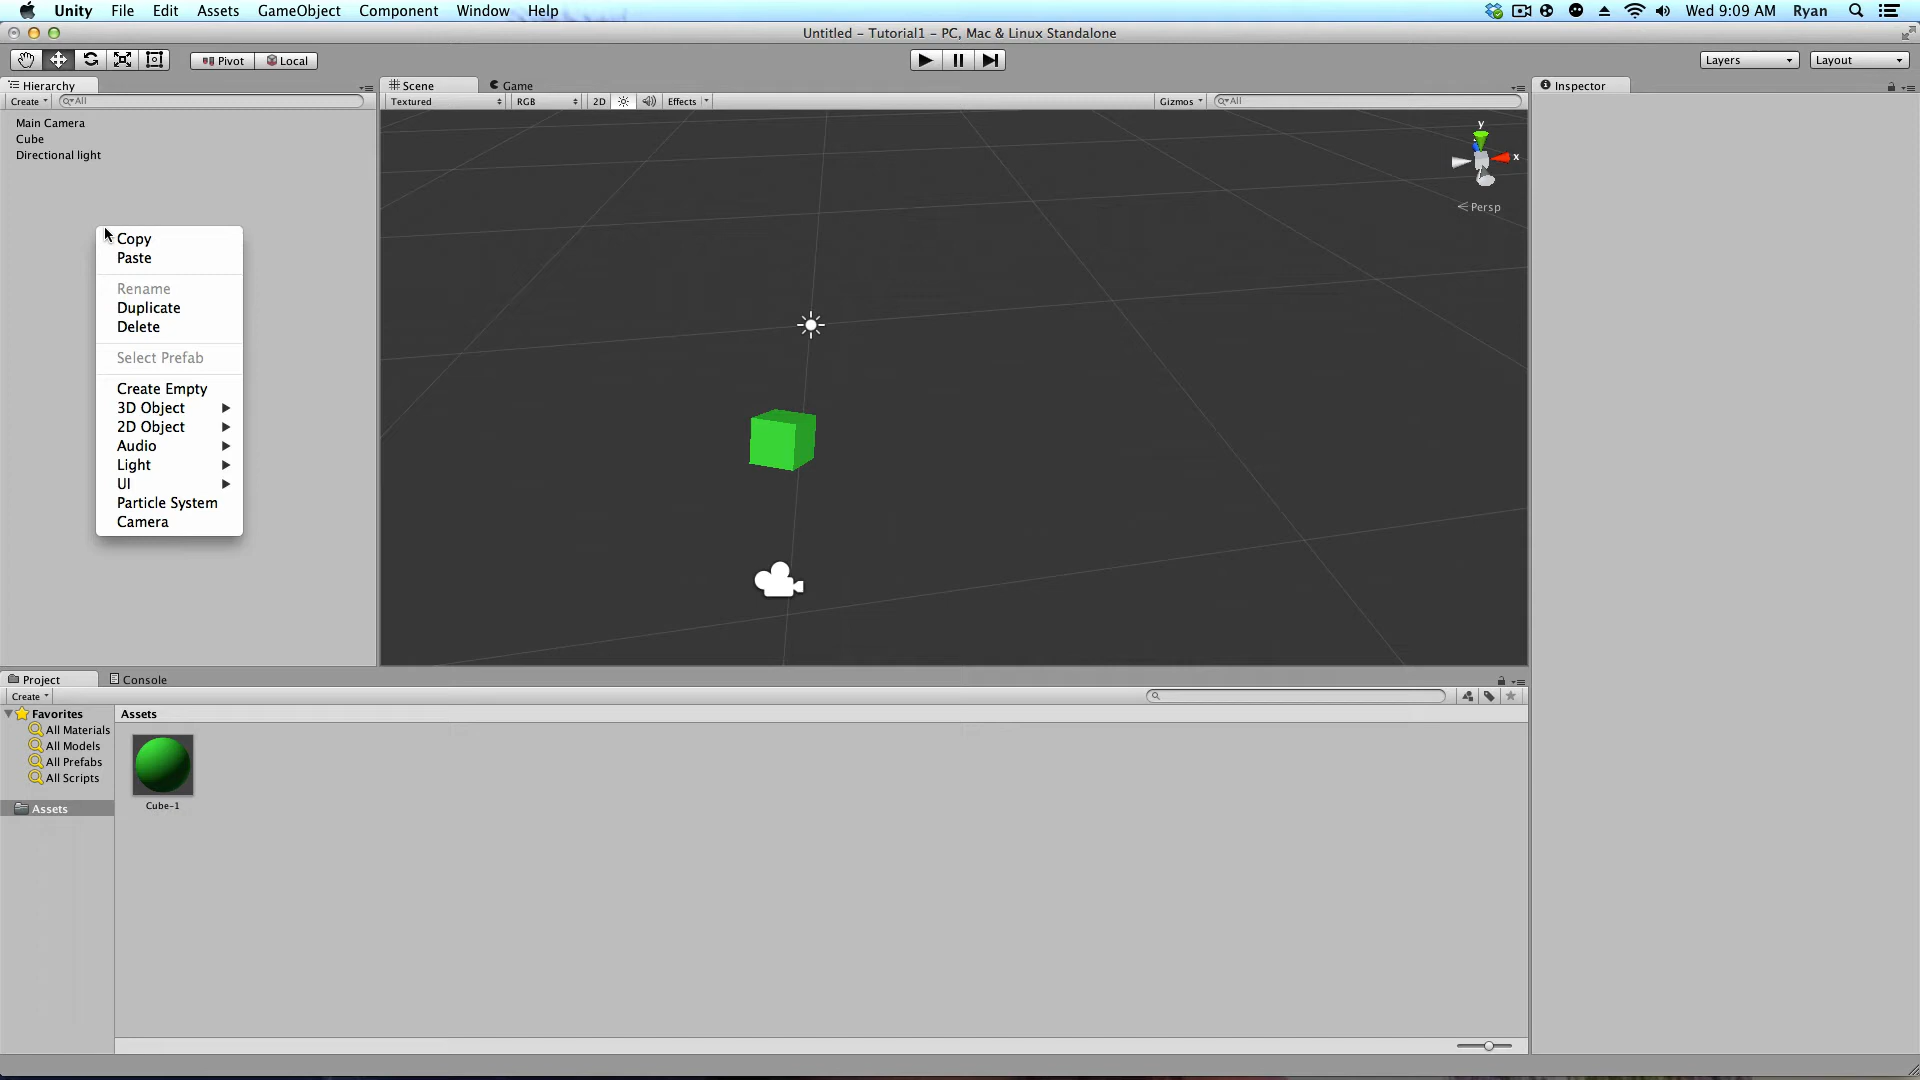 Unity File Edit Assets GameObject Component Window Help Wed 9:09 AM Ryan
Untitled - Tutorial1 - PC, Mac & Linux Standalone
Pivot Local Layers Layout
Hierarchy Scene Game Inspector
Create All Textured RGB 2D Effects Gizmos All
Main Camera
Cube
Directional light
y
x
Persp
Copy
Paste
Rename
Duplicate
Delete
Select Prefab
Create Empty
3D Object
2D Object
Audio
Light
UI
Particle System
Camera
Project Console
Create
Favorites
All Materials
All Models
All Prefabs
All Scripts
Assets
Assets
Cube-1